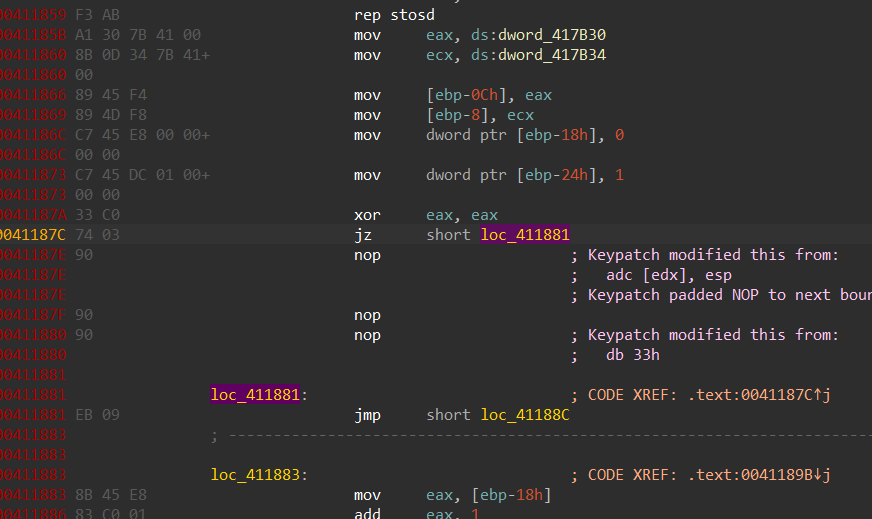 00411859 F3 AB rep stosd
0041185B A1 30 7B 41 00 mov eax, ds:dword_417B30
00411860 8B 0D 34 7B 41+ mov ecx, ds:dword_417B34
00411860 00
00411866 89 45 F4 mov [ebp-0Ch], eax
00411869 89 4D F8 mov [ebp-8], ecx
0041186C C7 45 E8 00 00+ mov dword ptr [ebp-18h], 0
0041186C 00 00
00411873 C7 45 DC 01 00+ mov dword ptr [ebp-24h], 1
00411873 00 00
0041187A 33 C0 xor eax, eax
0041187C 74 03 jz short loc_411881
0041187E 90 nop ; Keypatch modified this from:
0041187E ; adc [edx], esp
0041187E ; Keypatch padded NOP to next boun
0041187F 90 nop
00411880 90 nop ; Keypatch modified this from:
00411880 ; db 33h
00411881
00411881 loc_411881: ; CODE XREF: .text:0041187C↑j
00411881 EB 09 jmp short loc_41188C
00411883 ; ---------------------------------------------------------------------------
00411883
00411883 loc_411883: ; CODE XREF: .text:0041189B↓j
00411883 8B 45 E8 mov eax, [ebp-18h]
00411886 83 C0 01 add eax, 1